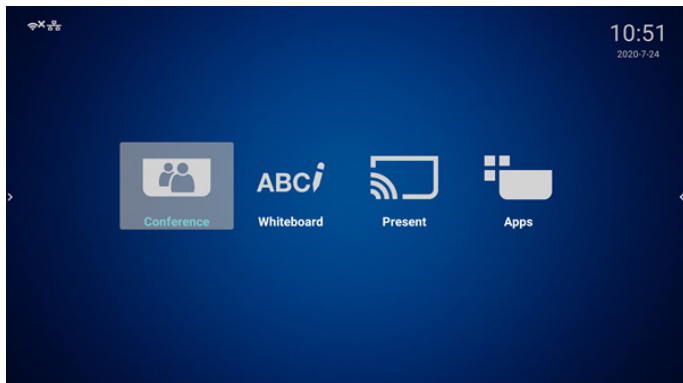 10:51
2020-7-24
ABC
Conference
Whiteboard
Present
Apps